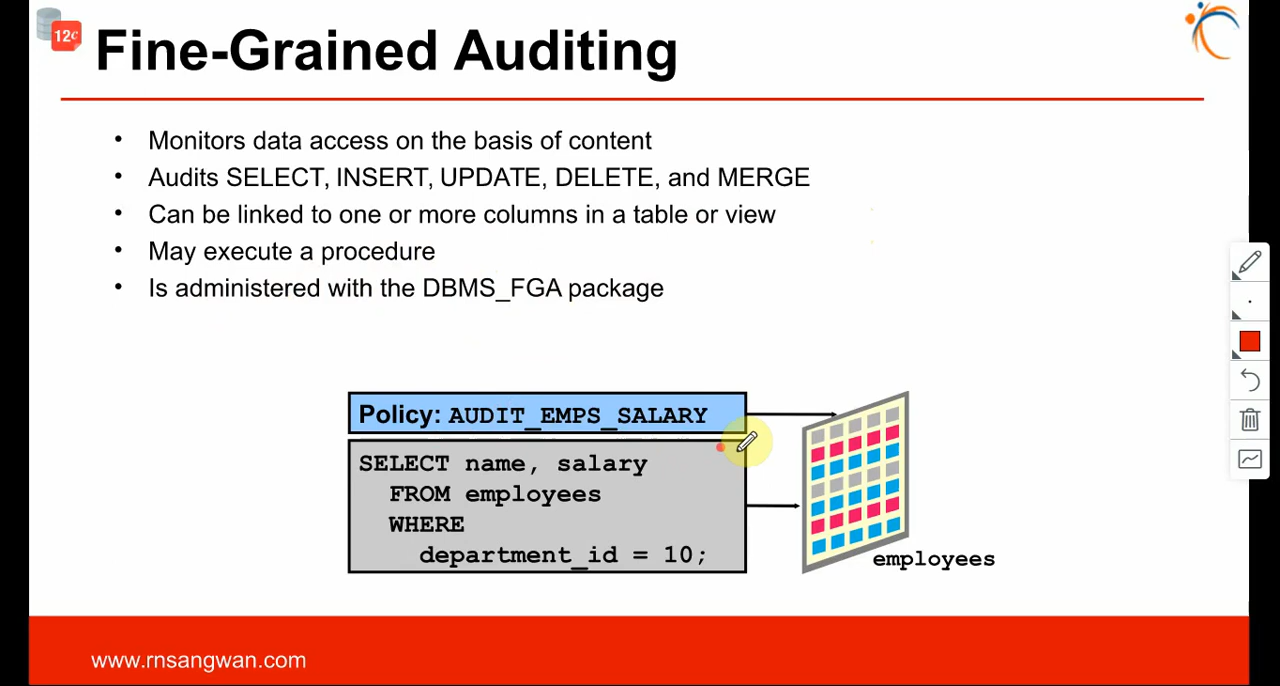 12c
Fine-Grained Auditing
• Monitors data access on the basis of content
• Audits SELECT, INSERT, UPDATE, DELETE, and MERGE
• Can be linked to one or more columns in a table or view
• May execute a procedure
• Is administered with the DBMS_FGA package
Policy: AUDIT_EMPS_SALARY
SELECT name, salary
FROM employees
WHERE
department_id = 10;
employees
www.rnsangwan.com